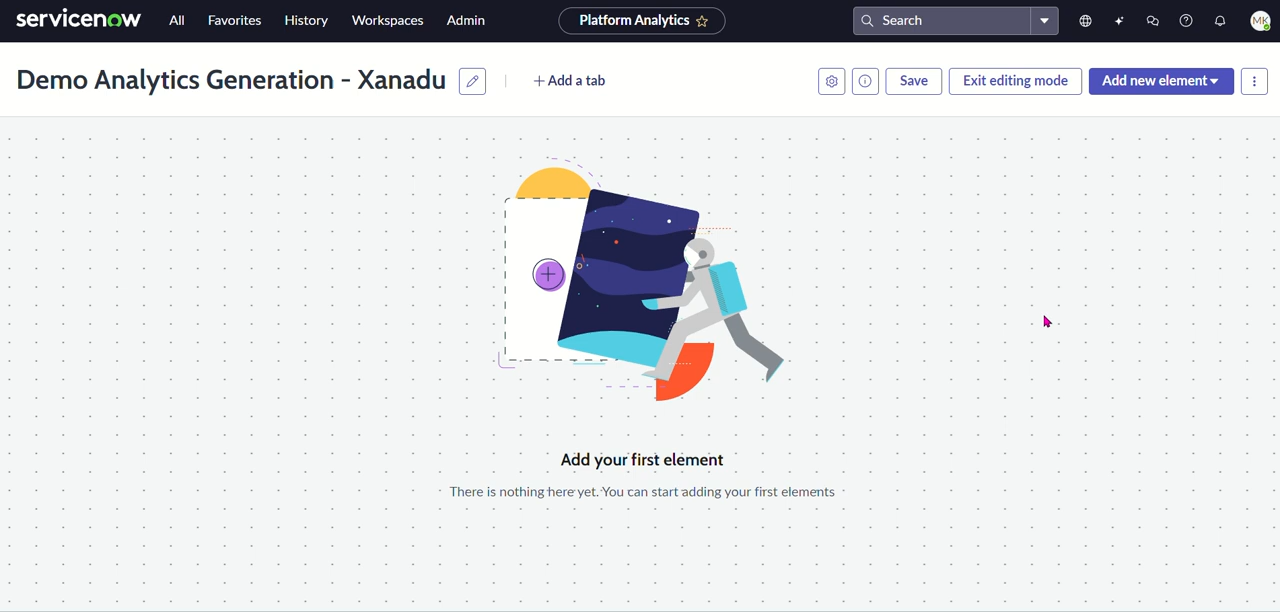 servicenow All Favorites History Workspaces Admin Platform Analytics Search MK
Demo Analytics Generation - Xanadu + Add a tab Save Exit editing mode Add new element
Add your first element
There is nothing here yet. You can start adding your first elements